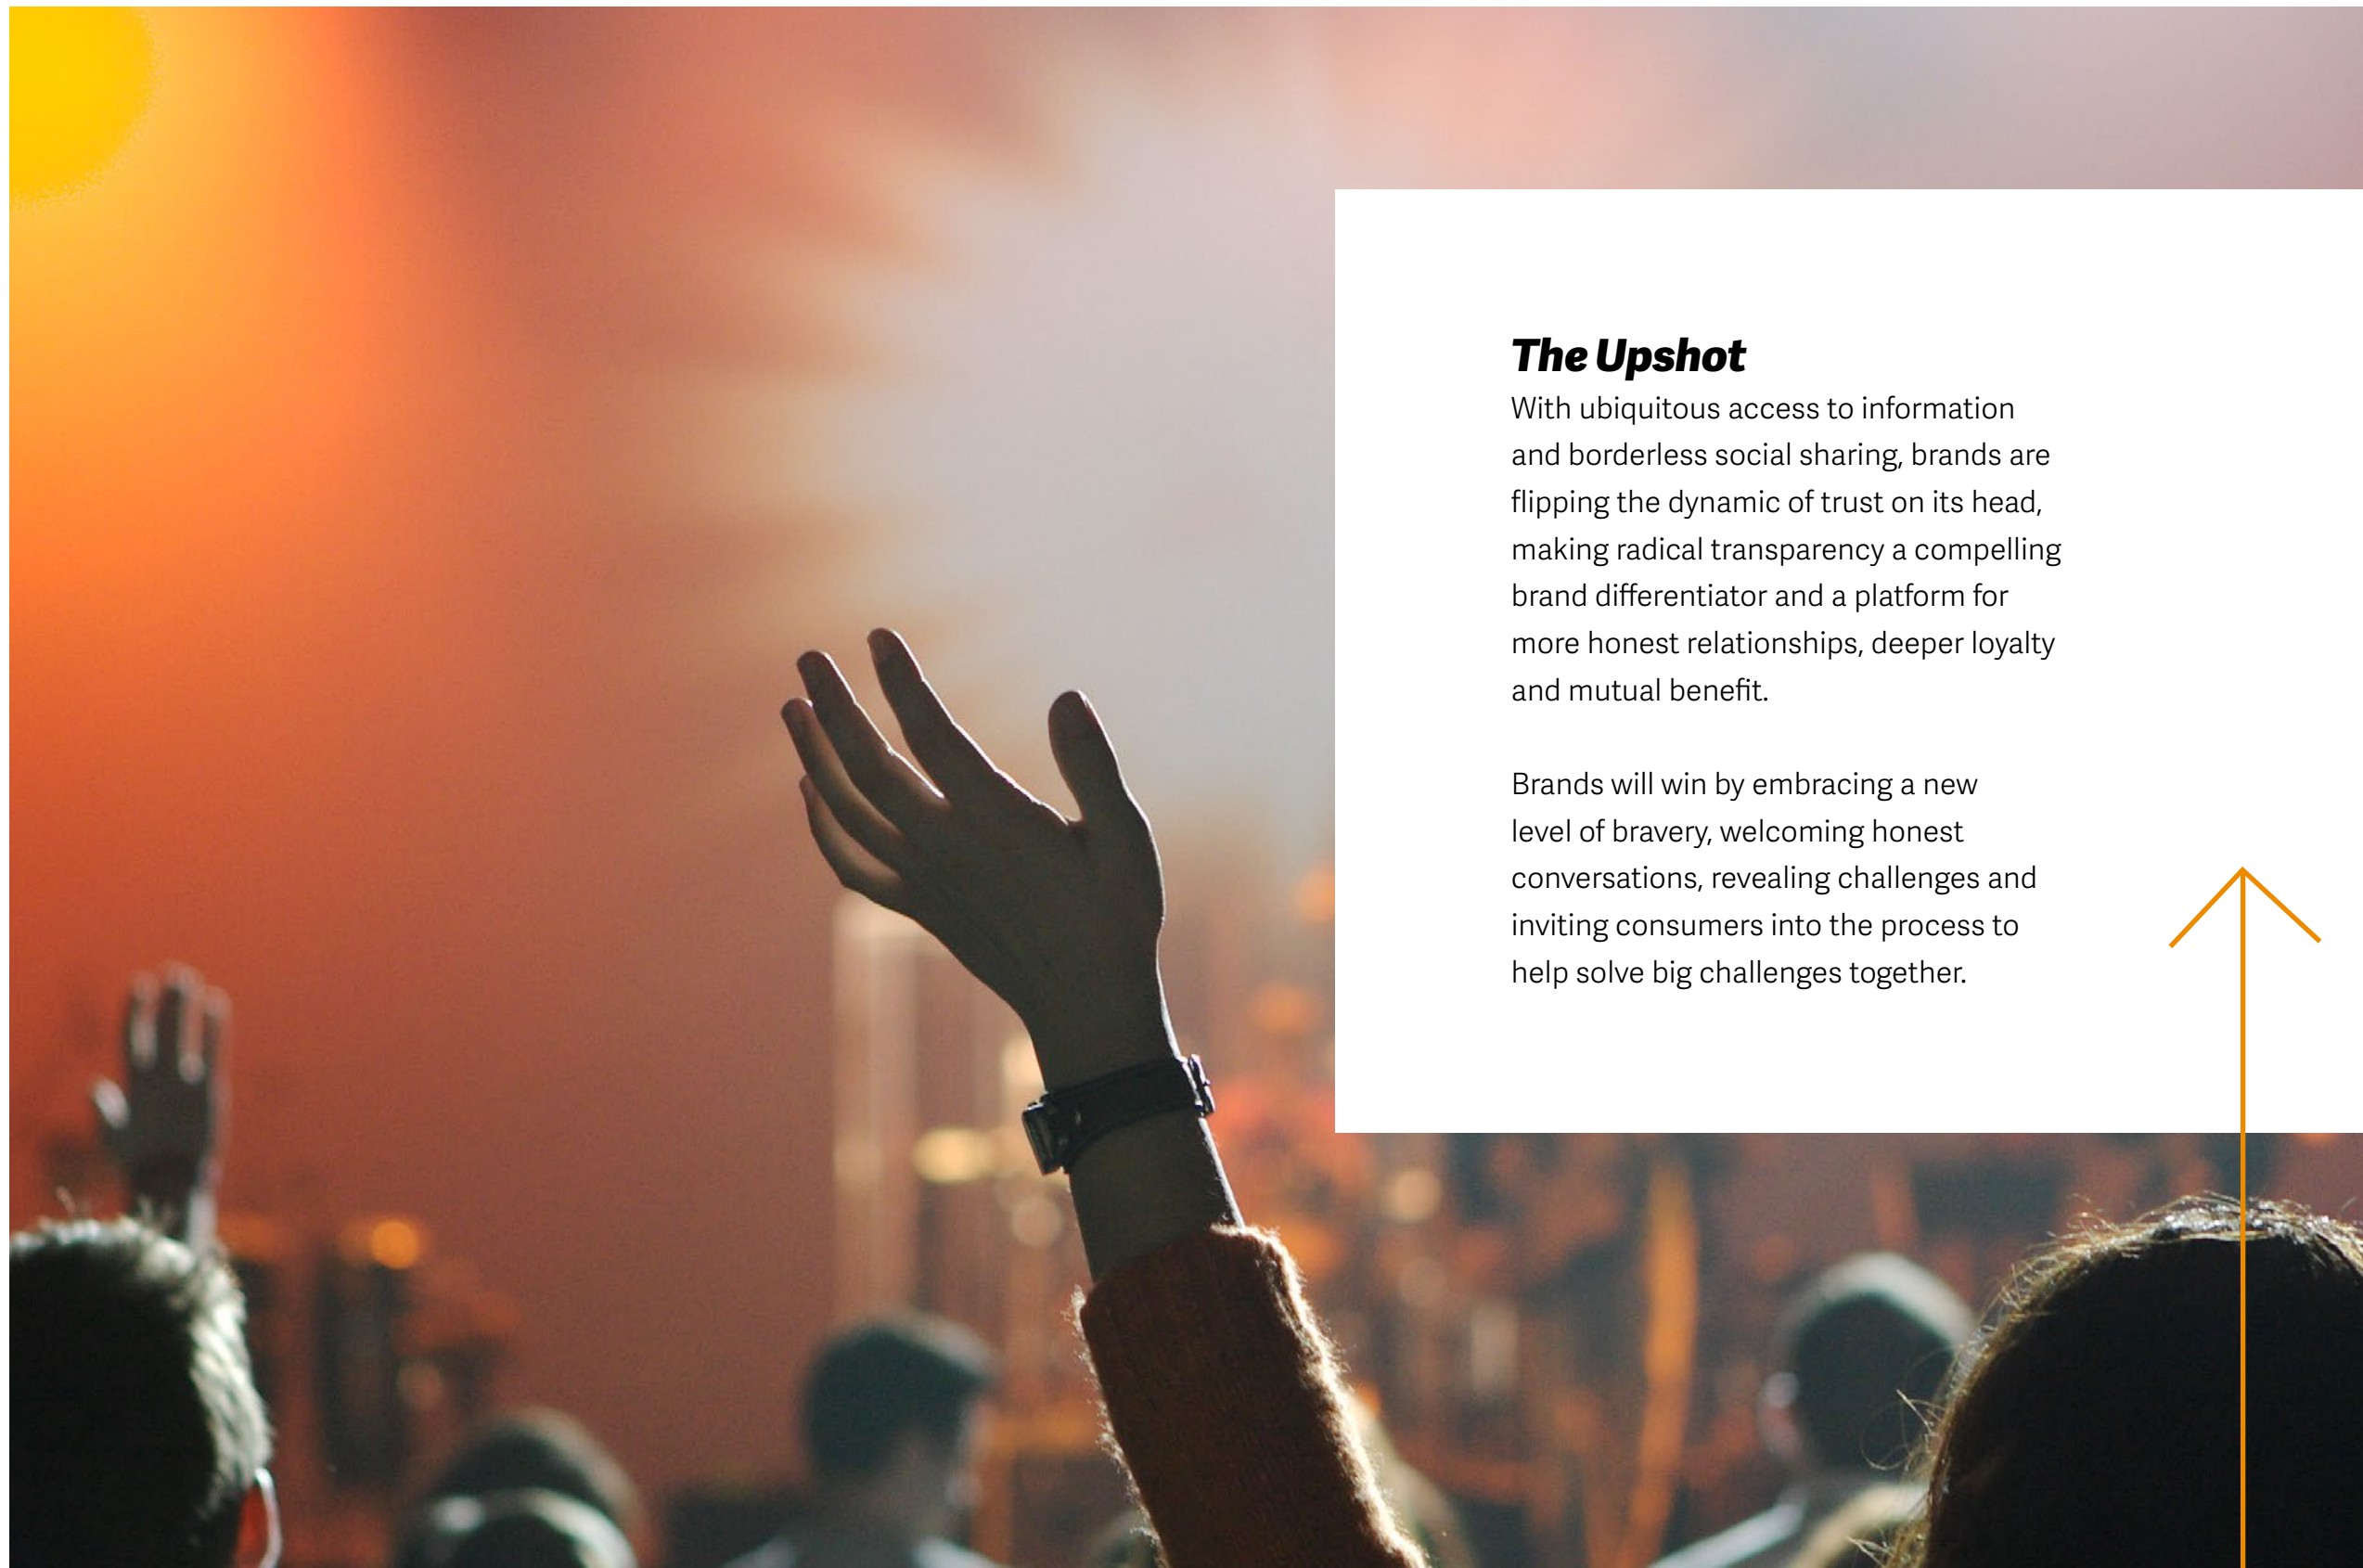 The Upshot
With ubiquitous access to information
and borderless social sharing, brands are
flipping the dynamic of trust on its head,
making radical transparency a compelling
brand differentiator and a platform for
more honest relationships, deeper loyalty
and mutual benefit.
Brands will win by embracing a new
level of bravery, welcoming honest
conversations, revealing challenges and
inviting consumers into the process to
help solve big challenges together.